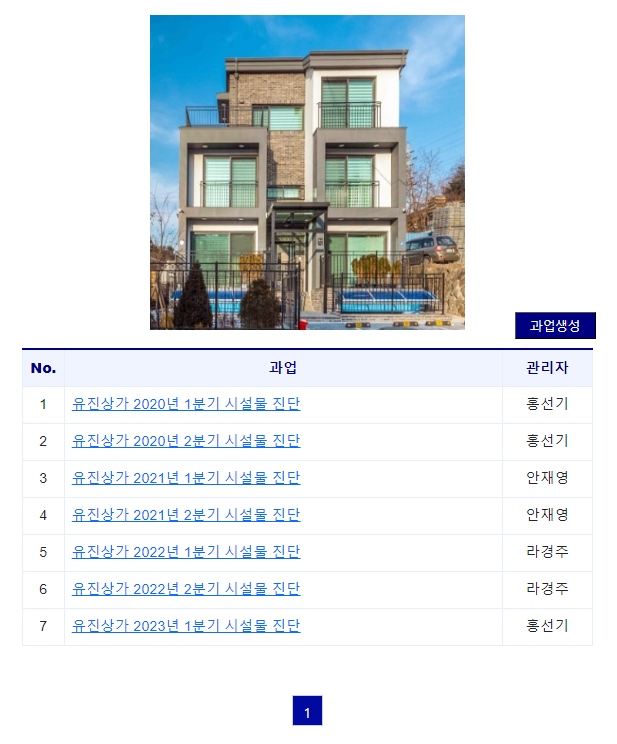 과업생성
No. 과업 관리자
1 유진상가 2020년 1분기 시설물 진단 홍선기
2 유진상가 2020년 2분기 시설물 진단 홍선기
3 유진상가 2021년 1분기 시설물 진단 안재영
4 유진상가 2021년 2분기 시설물 진단 안재영
5 유진상가 2022년 1분기 시설물 진단 라경주
6 유진상가 2022년 2분기 시설물 진단 라경주
7 유진상가 2023년 1분기 시설물 진단 홍선기
1